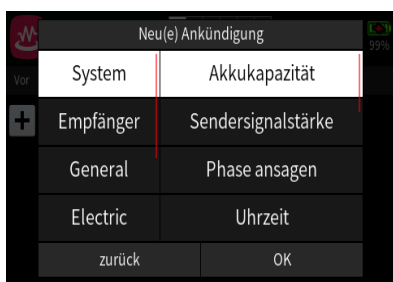 Neu(e) Ankündigung
99%
Vor
System Akkukapazität
Empfänger Sendersignalstärke
General Phase ansagen
Electric Uhrzeit
zurück OK